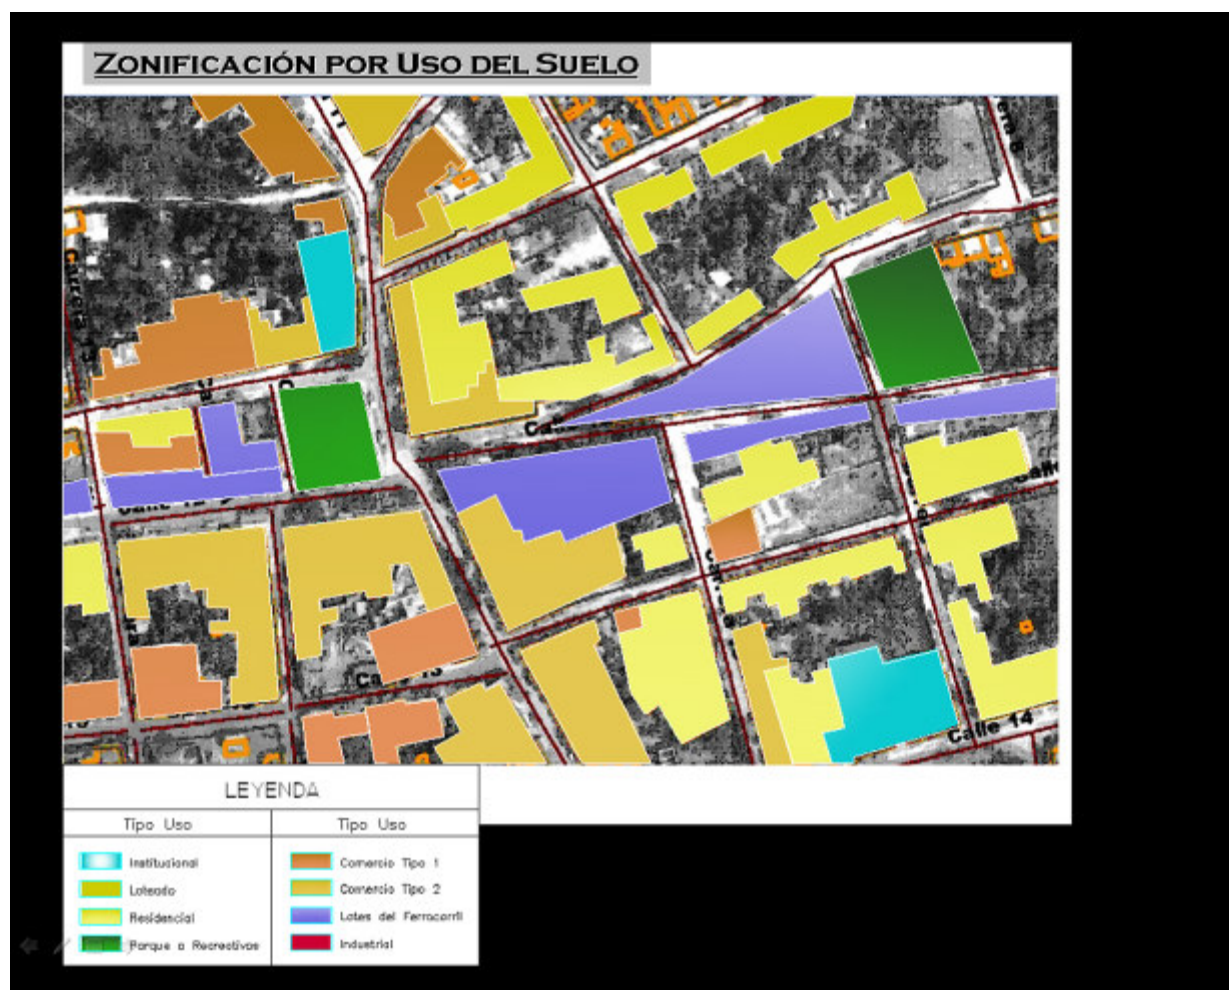 ZONIFICACIÓN POR USO DEL SUELO
Calle 14
LEYENDA
Tipo Uso
Tipo Uso
Institucional
Comercio Tipo 1
Loteado
Comercio Tipo 2
Residencial
Lotes del Ferrocarril
Parque o Recreativos
Industrial